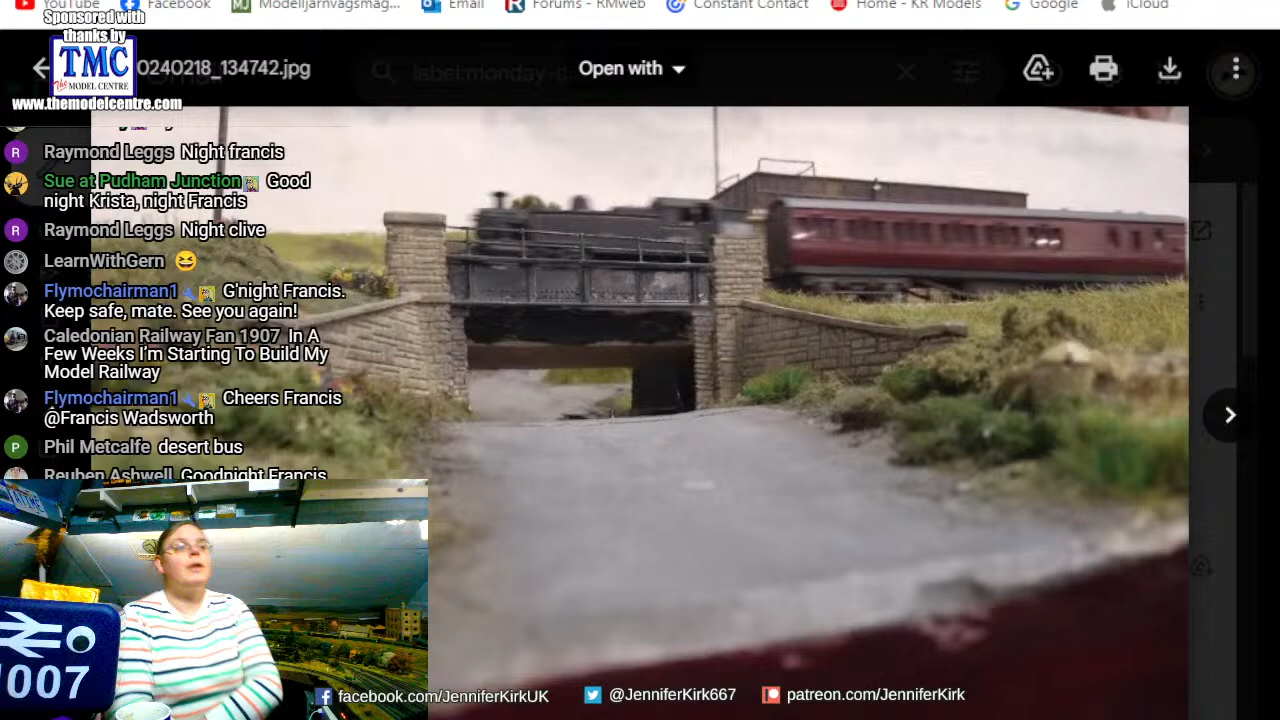 YouTube Facebook Modelljärnvägsmag... Email Forums - RMweb Constant Contact Home - KR Models Google iCloud
Sponsored with
thanks by
TMC
The MODEL CENTRE
www.themodelcentre.com
0240218_134742.jpg
label:monday-d
Open with
Raymond Leggs Night francis
Sue at Pudham Junction Good
night Krista, night Francis
Raymond Leggs Night clive
LearnWithGern
Flymochairman1 G'night Francis.
Keep safe, mate. See you again!
Caledonian Railway Fan 1907 In A
Few Weeks I'm Starting To Build My
Model Railway
Flymochairman1 Cheers Francis
@Francis Wadsworth
Phil Metcalfe desert bus
Reuben Ashwell Goodnight Francis
007
facebook.com/JenniferKirkUK @JenniferKirk667 patreon.com/JenniferKirk